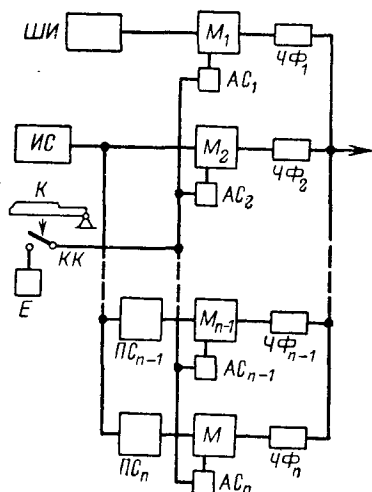 ШИ
М₁
ЧФ₁
АС₁
ИС
М₂
ЧФ₂
АС₂
К
КК
Е
ПСₙ₋₁
Мₙ₋₁
ЧФₙ₋₁
АСₙ₋₁
ПСₙ
М
ЧФₙ
АСₙ